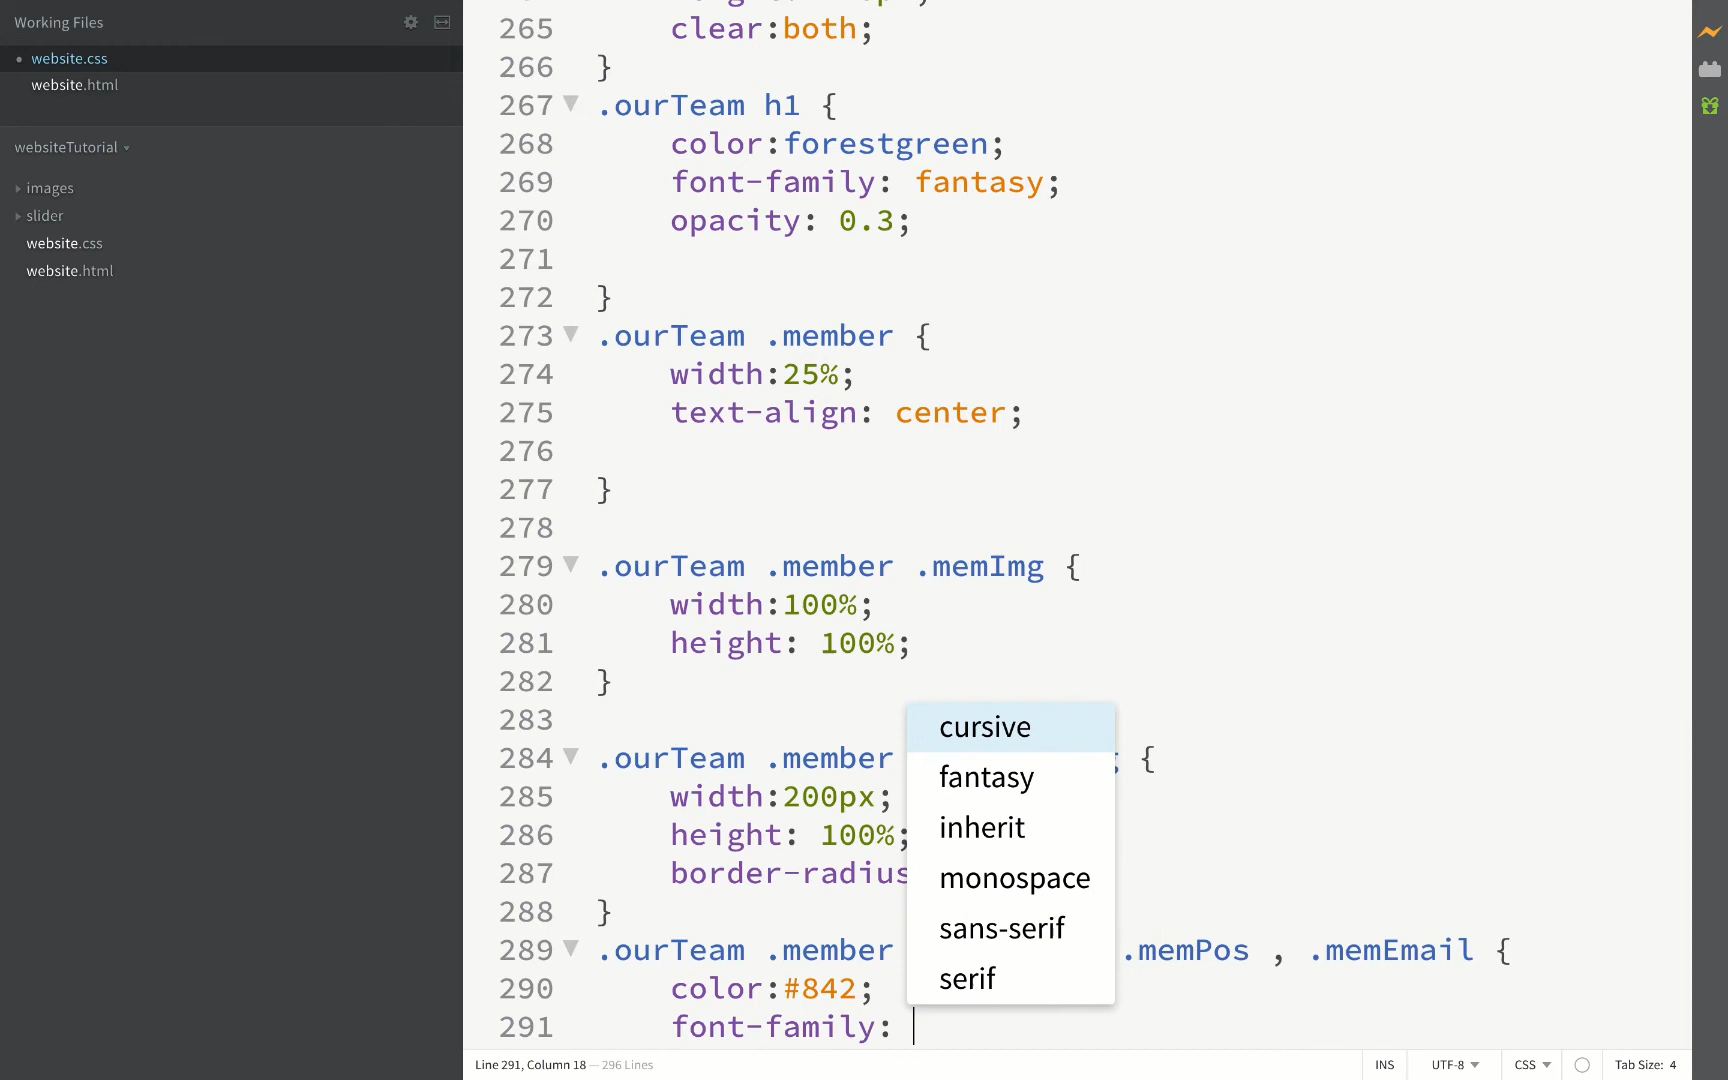 Working Files
website.css
website.html
websiteTutorial
images
slider
website.css
website.html
265 clear:both;
266 }
267 .ourTeam h1 {
268 color:forestgreen;
269 font-family: fantasy;
270 opacity: 0.3;
271
272 }
273 .ourTeam .member {
274 width:25%;
275 text-align: center;
276
277 }
278
279 .ourTeam .member .memImg {
280 width:100%;
281 height: 100%;
282 }
283
284 .ourTeam .member {
285 width:200px;
286 height: 100%;
287 border-radius
288 }
289 .ourTeam .member .memPos , .memEmail {
290 color:#842;
291 font-family:
cursive
fantasy
inherit
monospace
sans-serif
serif
Line 291, Column 18 — 296 Lines
INS UTF-8 CSS Tab Size: 4